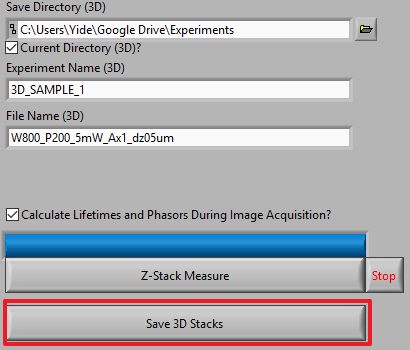 Save Directory (3D)
C:\Users\Yide\Google Drive\Experiments
Current Directory (3D)?
Experiment Name (3D)
3D_SAMPLE_1
File Name (3D)
W800_P200_5mW_Ax1_dz05um
Calculate Lifetimes and Phasors During Image Acquisition?
Z-Stack Measure
Stop
Save 3D Stacks